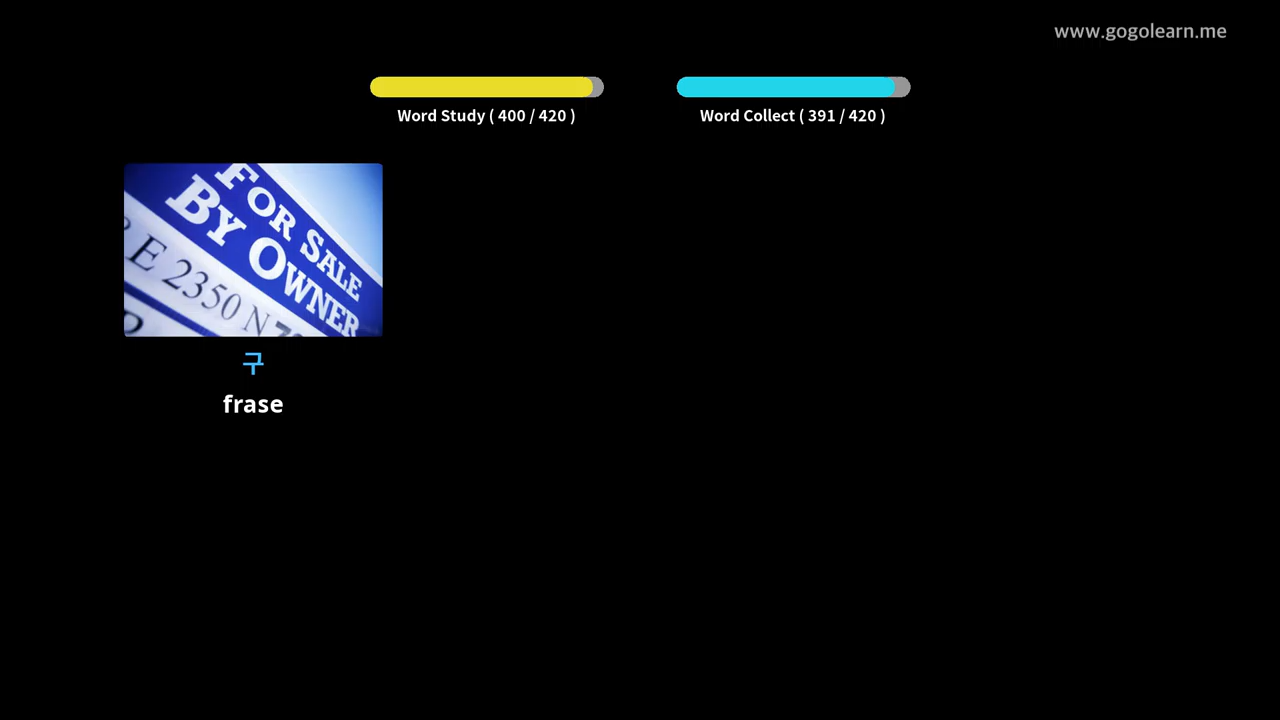 www.gogolearn.me
Word Study ( 400 / 420 )
Word Collect ( 391 / 420 )
FOR SALE
BY OWNER
E 2350 N
구
frase